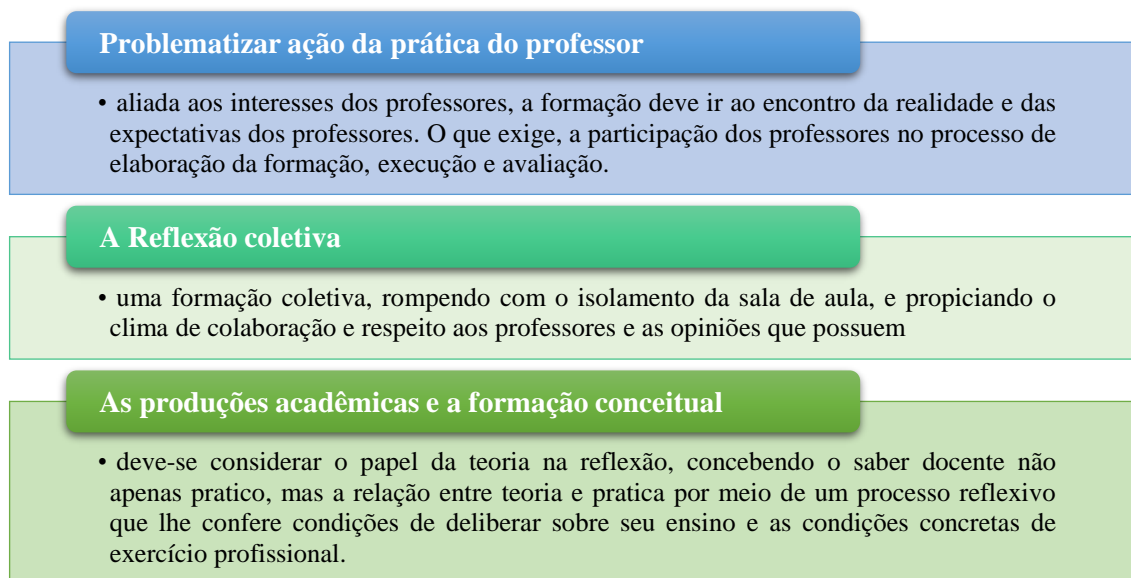 Problematizar ação da prática do professor
• aliada aos interesses dos professores, a formação deve ir ao encontro da realidade e das
expectativas dos professores. O que exige, a participação dos professores no processo de
elaboração da formação, execução e avaliação.
A Reflexão coletiva
• uma formação coletiva, rompendo com o isolamento da sala de aula, e propiciando o
clima de colaboração e respeito aos professores e as opiniões que possuem
As produções acadêmicas e a formação conceitual
• deve-se considerar o papel da teoria na reflexão, concebendo o saber docente não
apenas pratico, mas a relação entre teoria e pratica por meio de um processo reflexivo
que lhe confere condições de deliberar sobre seu ensino e as condições concretas de
exercício profissional.